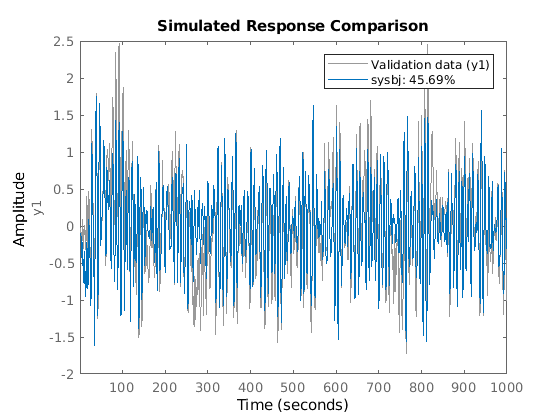 Simulated Response Comparison
2.5
2
1.5
1
0.5
0
-0.5
-1
-1.5
-2
Amplitude
y1
Validation data (y1)
sysbj: 45.69%
100 200 300 400 500 600 700 800 900 1000
Time (seconds)